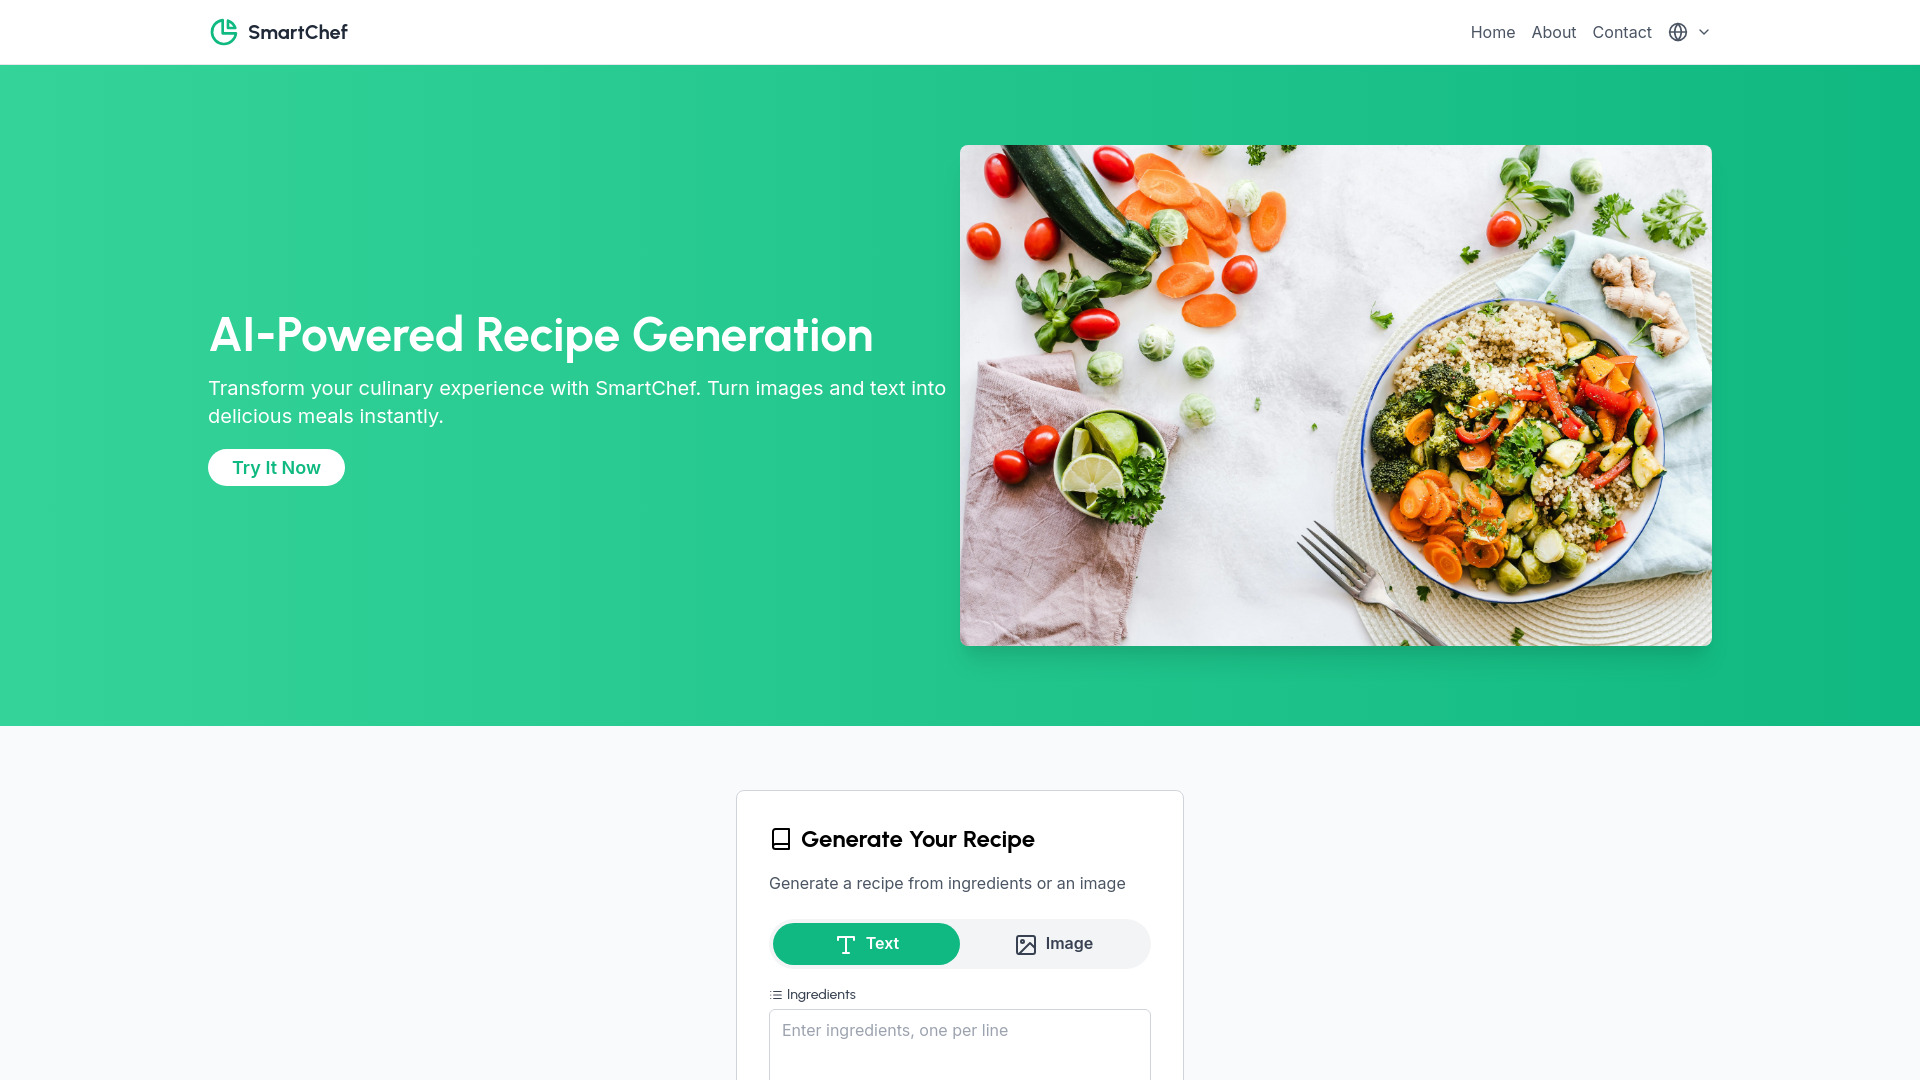 SmartChef
Home
About
Contact
AI-Powered Recipe Generation
Transform your culinary experience with SmartChef. Turn images and text into
delicious meals instantly.
Try It Now
Generate Your Recipe
Generate a recipe from ingredients or an image
Text
Image
Ingredients
Enter ingredients, one per line